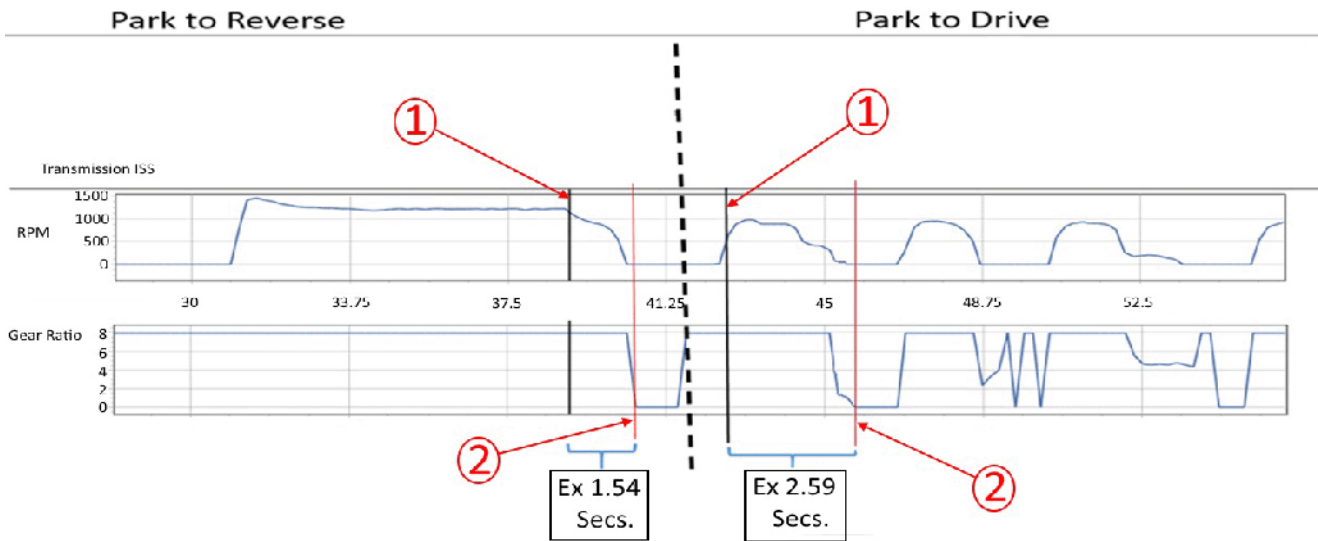 Park to Reverse
Park to Drive
1
1
Transmission ISS
1500
1000
RPM
500
0
30
33.75
37.5
41.25
45
48.75
52.5
Gear Ratio
8
6
4
2
0
2
2
Ex 1.54
Secs.
Ex 2.59
Secs.